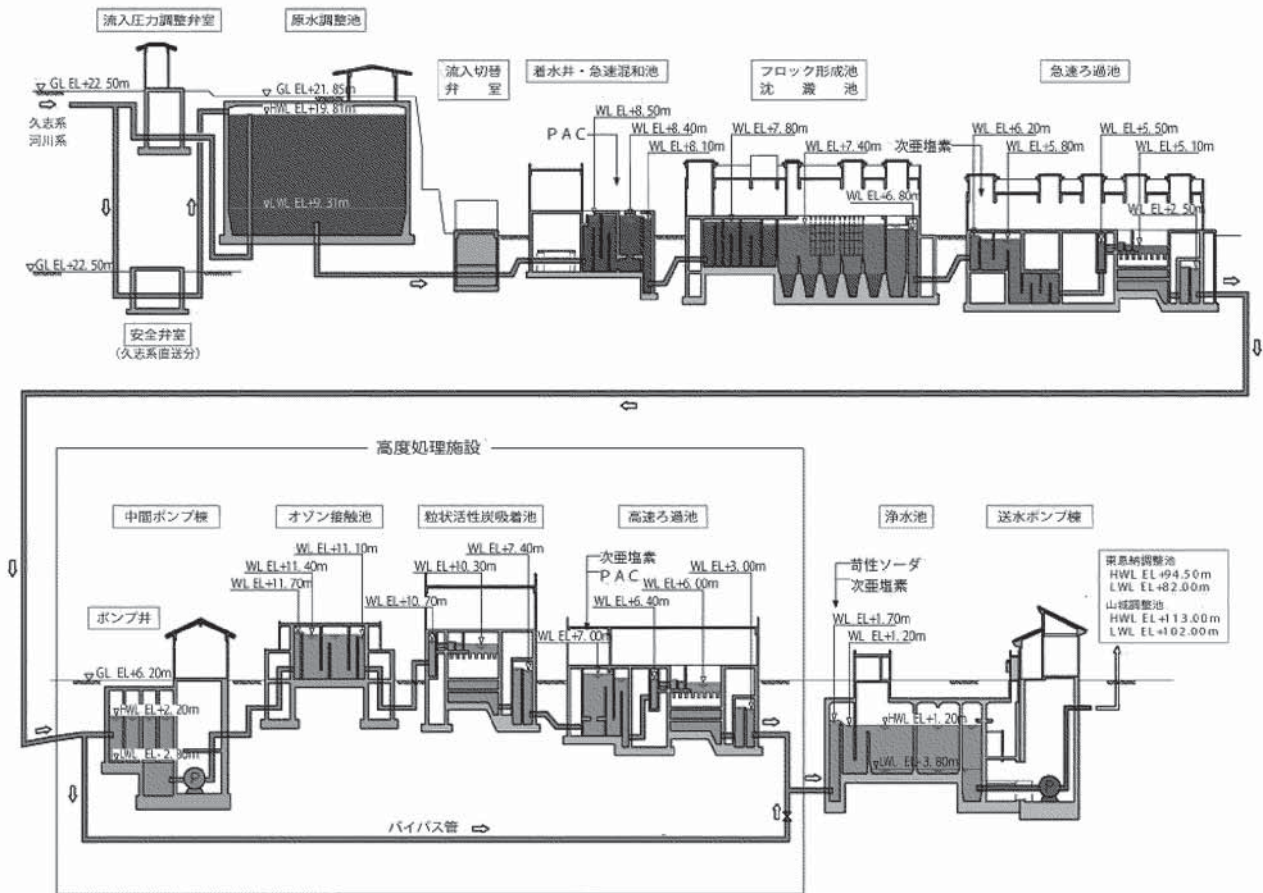 流入圧力調整弁室
原水調整池
流入切替
弁室
着水井・急速混和池
フロック形成池
沈澱池
急速ろ過池
GL EL+22.50m
久志系
河川系
GL EL+21.85m
HWL EL+19.81m
LWL EL+9.31m
GL EL+22.50m
安全弁室
(久志系直送分)
PAC
WL EL+8.50m
WL EL+8.40m
WL EL+8.10m
WL EL+7.80m
WL EL+7.40m
WL EL+6.80m
次亜塩素
WL EL+6.20m
WL EL+5.80m
WL EL+5.50m
WL EL+5.10m
WL EL+2.50m
高度処理施設
中間ポンプ棟
オゾン接触池
粒状活性炭吸着池
高速ろ過池
浄水池
送水ポンプ棟
ポンプ井
GL EL+6.20m
HWL EL+2.20m
LWL EL-2.80m
P
WL EL+11.10m
WL EL+11.40m
WL EL+11.70m
WL EL+7.40m
WL EL+10.30m
WL EL+10.70m
次亜塩素
PAC
WL EL+3.00m
WL EL+6.00m
WL EL+6.40m
WL EL+7.00m
苛性ソーダ
次亜塩素
WL EL+1.70m
WL EL+1.20m
HWL EL+1.20m
LWL EL-3.80m
P
東恩納調整池
HWL EL+94.50m
LWL EL+82.00m
山城調整池
HWL EL+113.00m
LWL EL+102.00m
バイパス管